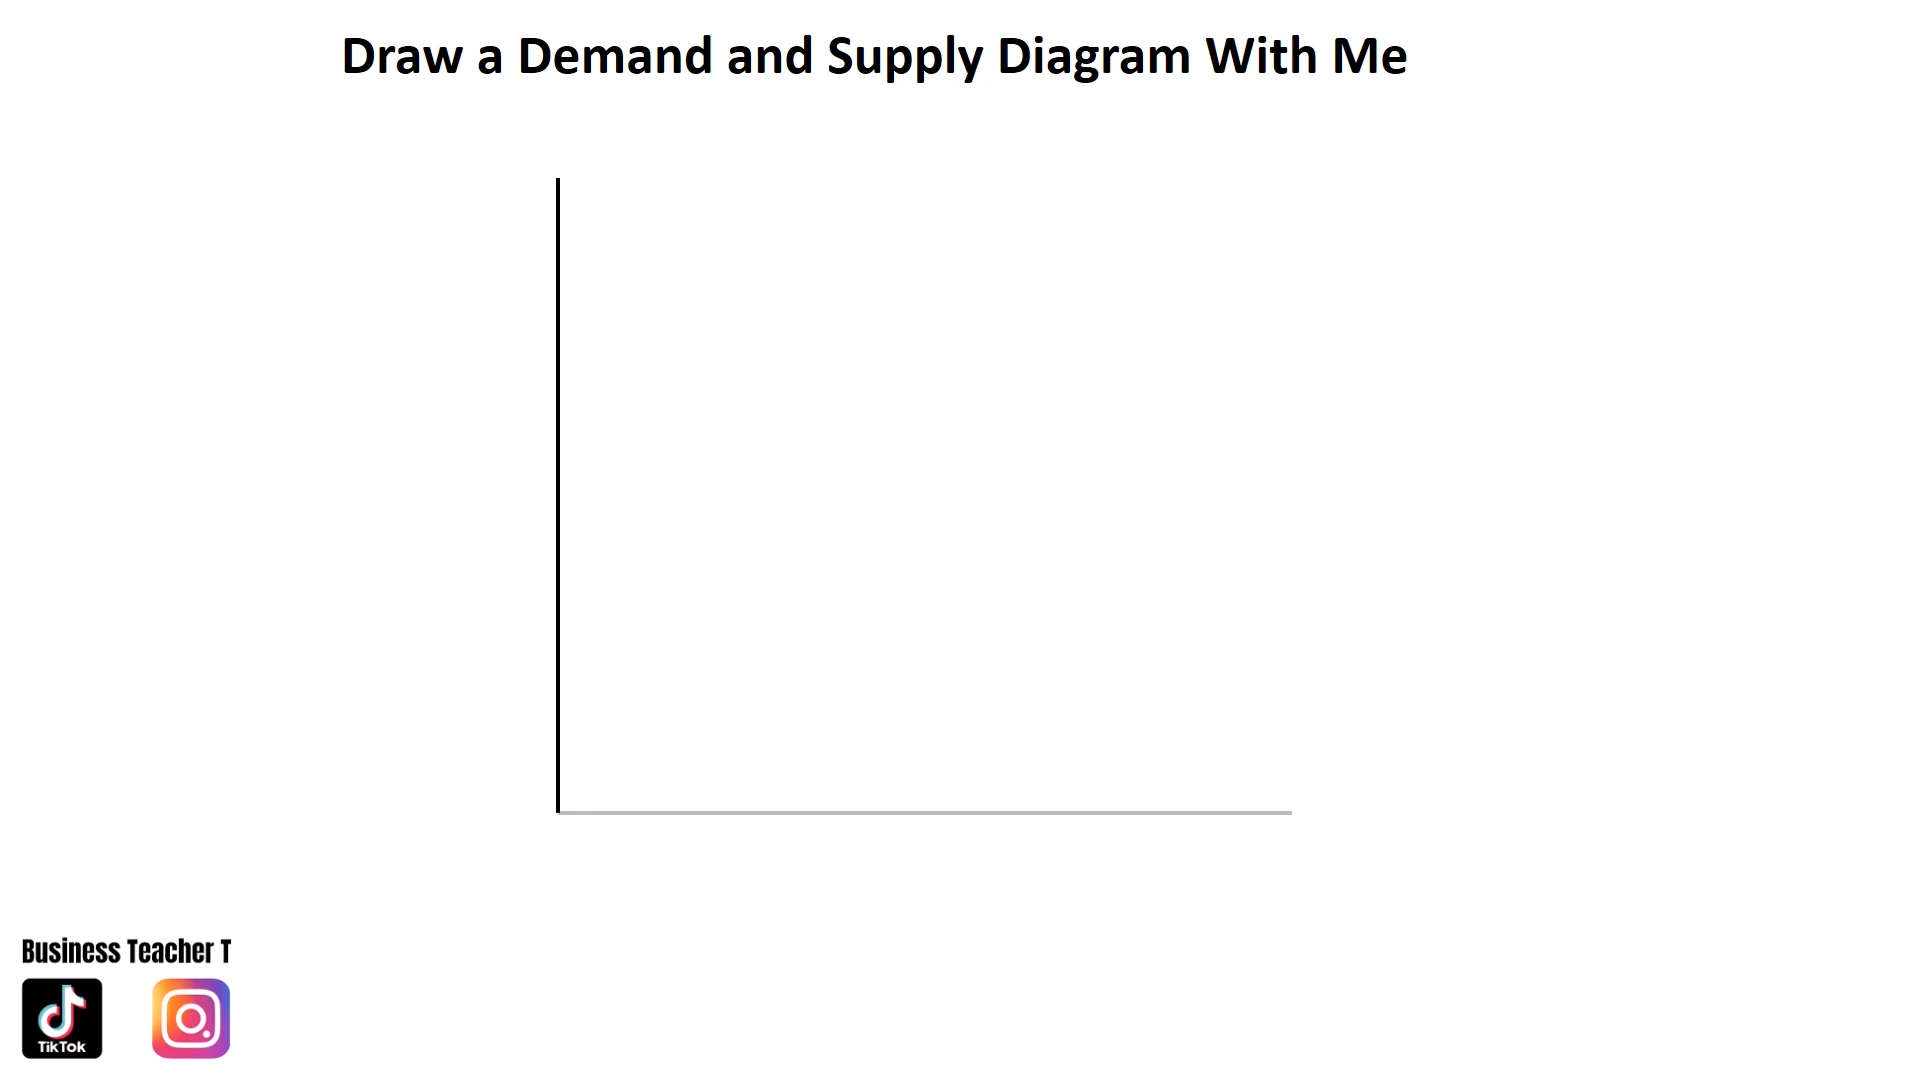 Draw a Demand and Supply Diagram With Me
Business Teacher T
TikTok